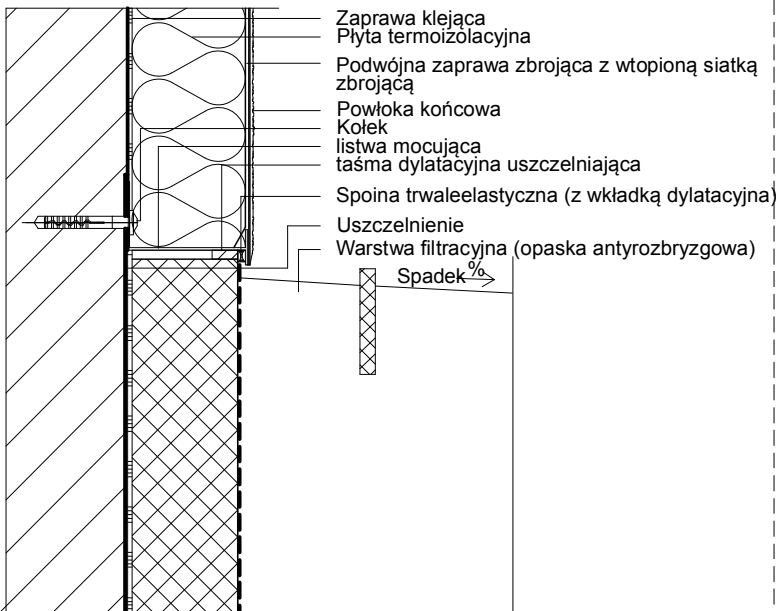 Zaprawa klejąca
Płyta termoizolacyjna
Podwójna zaprawa zbrojąca z wtopioną siatką
zbrojącą
Powłoka końcowa
Kołek
listwa mocująca
taśma dylatacyjna uszczelniająca
Spoina trwaleelastyczna (z wkładką dylatacyjna)
Uszczelnienie
Warstwa filtracyjna (opaska antyrozbryzgowa)
Spadek %